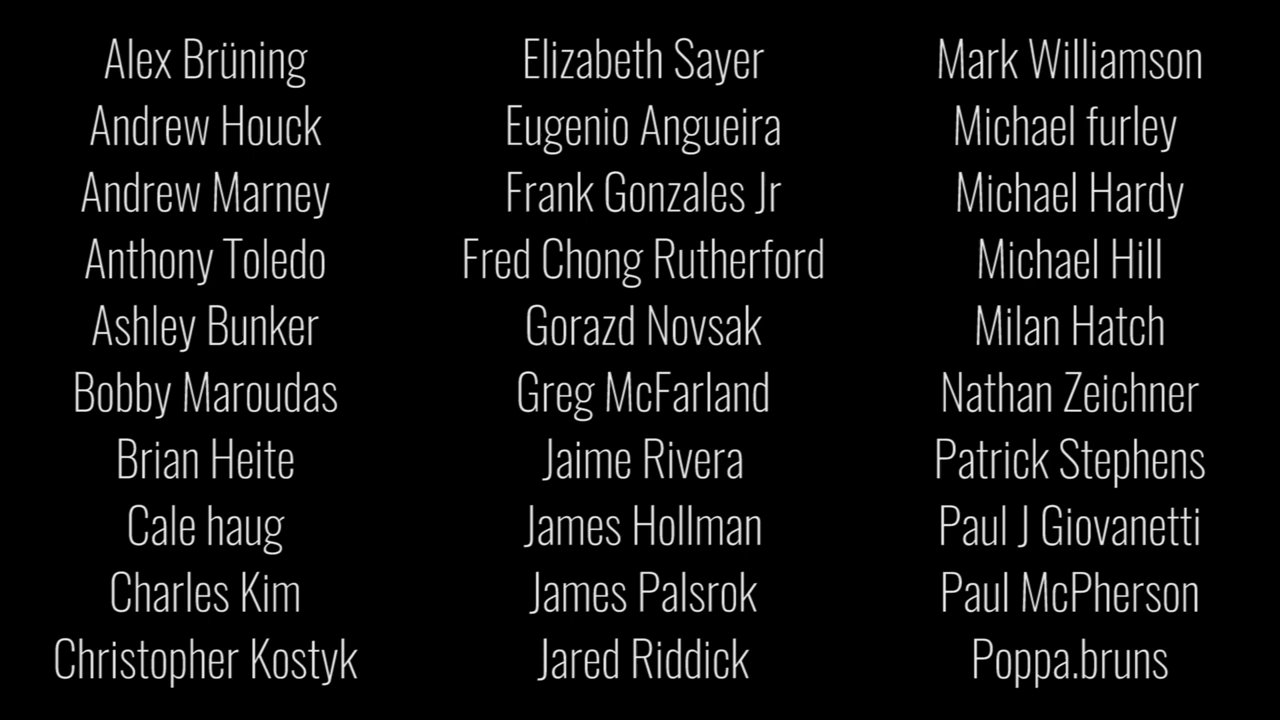 Alex Brüning
Andrew Houck
Andrew Marney
Anthony Toledo
Ashley Bunker
Bobby Maroudas
Brian Heite
Cale haug
Charles Kim
Christopher Kostyk
Elizabeth Sayer
Eugenio Angueira
Frank Gonzales Jr
Fred Chong Rutherford
Gorazd Novsak
Greg McFarland
Jaime Rivera
James Hollman
James Palsrok
Jared Riddick
Mark Williamson
Michael furley
Michael Hardy
Michael Hill
Milan Hatch
Nathan Zeichner
Patrick Stephens
Paul J Giovanetti
Paul McPherson
Poppa.bruns